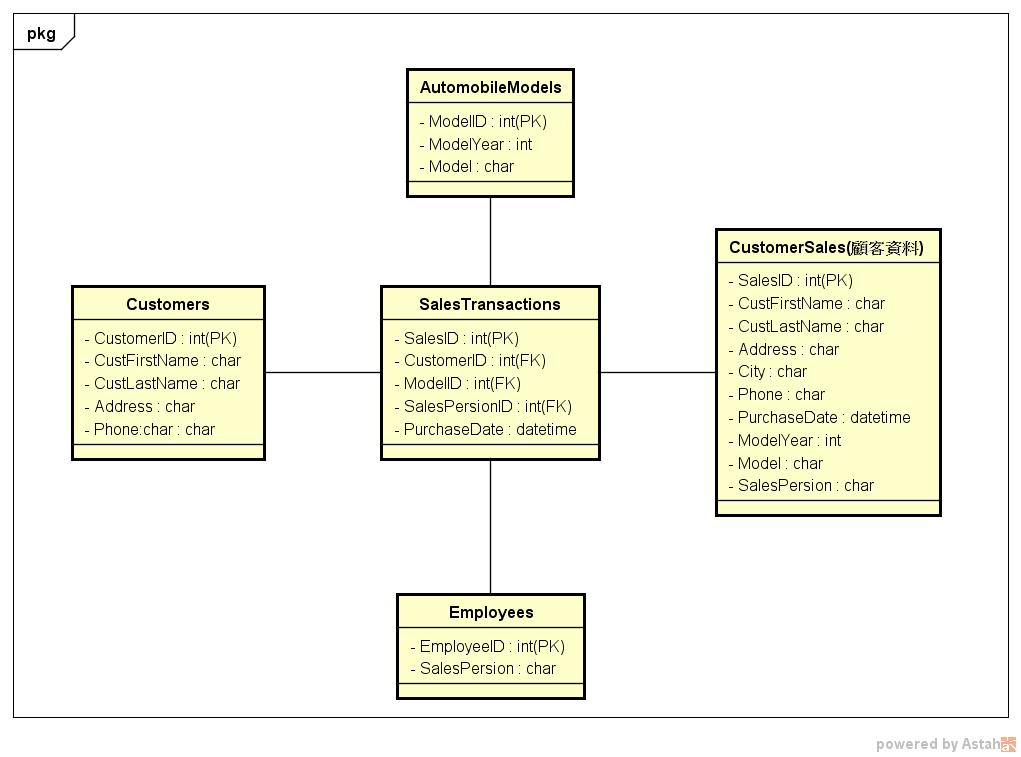 pkg
AutomobileModels
- ModelID : int(PK)
- ModelYear : int
- Model : char
Customers
- CustomerID : int(PK)
- CustFirstName : char
- CustLastName : char
- Address : char
- Phone:char : char
SalesTransactions
- SalesID : int(PK)
- CustomerID : int(FK)
- ModelID : int(FK)
- SalesPersionID : int(FK)
- PurchaseDate : datetime
CustomerSales(顧客資料)
- SalesID : int(PK)
- CustFirstName : char
- CustLastName : char
- Address : char
- City : char
- Phone : char
- PurchaseDate : datetime
- ModelYear : int
- Model : char
- SalesPersion : char
Employees
- EmployeeID : int(PK)
- SalesPersion : char
powered by Astah